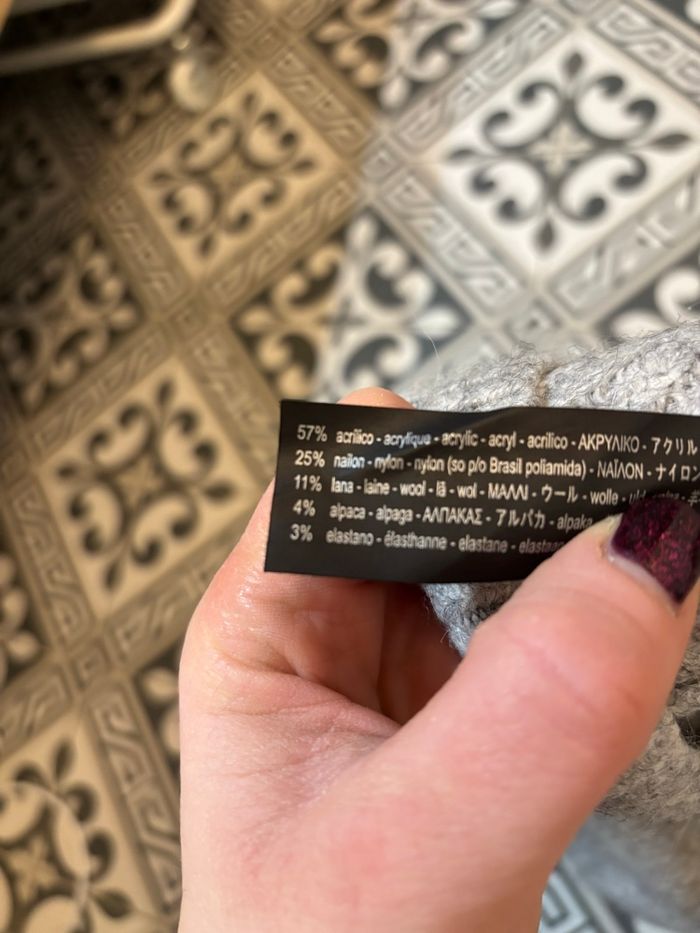 57% acrilico - acrylique - acrylic - acryl - acrilico - ΑΚΡΥΛΙΚΟ - アクリル
25% nailon - nylon - nylon (so p/o Brasil poliamida) - ΝΑΪΛΟΝ - ナイロン
11% lana - laine - wool - lã - wol - ΜΑΛΛΙ - ウール - wolle -
4% alpaca - alpaga - ΑΛΠΑΚΑΣ - アルパカ - alpaka
3% elastano - élasthanne - elastane -